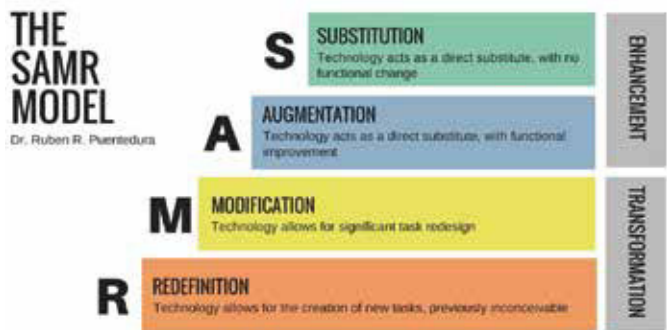 THE
SAMR
MODEL
Dr. Ruben R. Puentedura
S
SUBSTITUTION
Technology acts as a direct substitute, with no
functional change
A
AUGMENTATION
Technology acts as a direct substitute, with functional
improvement
ENHANCEMENT
M
MODIFICATION
Technology allows for significant task redesign
R
REDEFINITION
Technology allows for the creation of new tasks, previously inconceivable
TRANSFORMATION